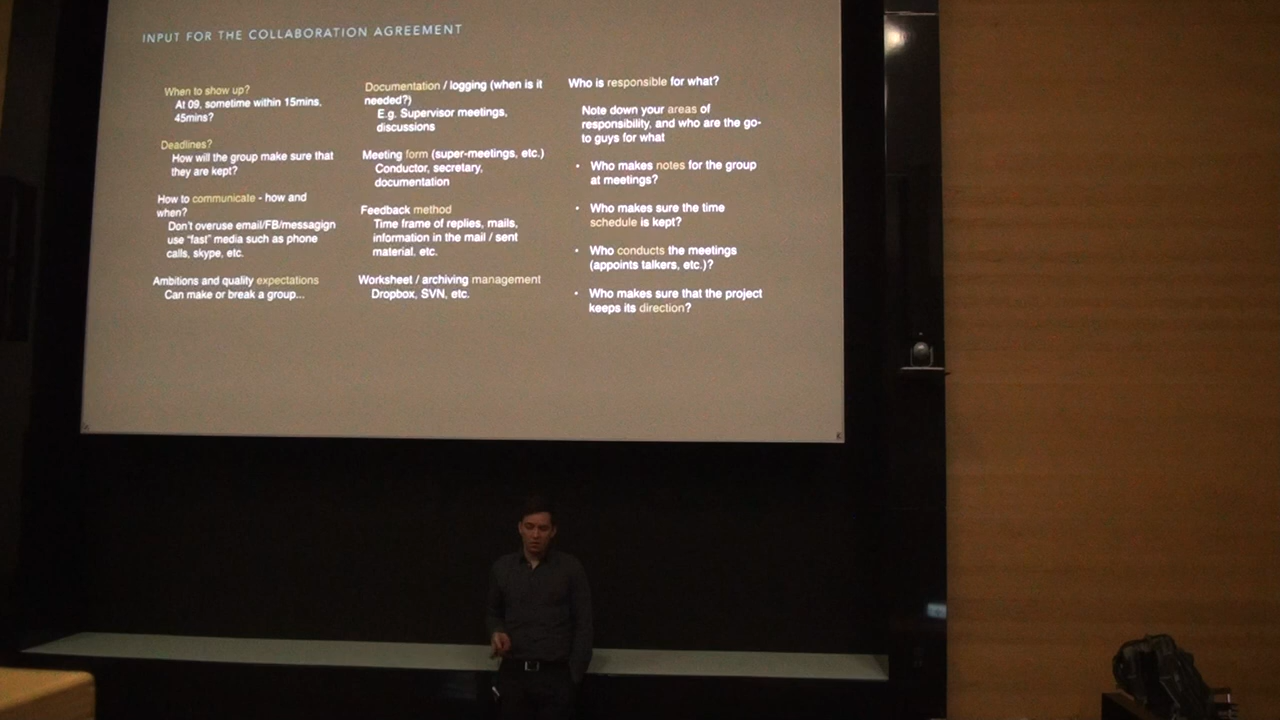 INPUT FOR THE COLLABORATION AGREEMENT
When to show up?
At 09, sometime within 15mins,
45mins?
Deadlines?
How will the group make sure that
they are kept?
How to communicate - how and
when?
Don't overuse email/FB/messagign
use "fast" media such as phone
calls, skype, etc.
Ambitions and quality expectations
Can make or break a group...
Documentation / logging (when is it
needed?)
E.g. Supervisor meetings,
discussions
Meeting form (super-meetings, etc.)
Conductor, secretary,
documentation
Feedback method
Time frame of replies, mails,
information in the mail / sent
material, etc.
Worksheet / archiving management
Dropbox, SVN, etc.
Who is responsible for what?
Note down your areas of
responsibility, and who are the go-
to guys for what
• Who makes notes for the group
at meetings?
• Who makes sure the time
schedule is kept?
• Who conducts the meetings
(appoints talkers, etc.)?
• Who makes sure that the project
keeps its direction?